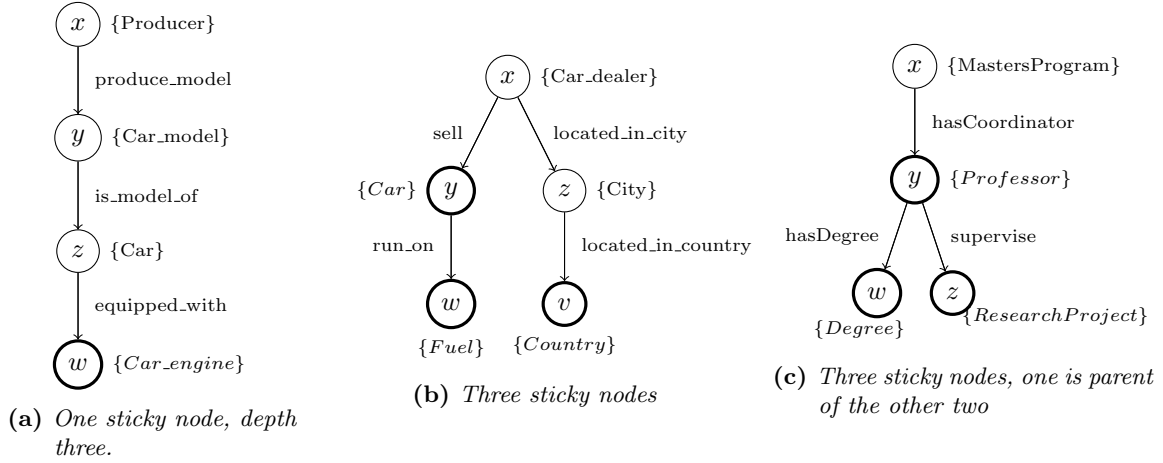 x {Producer}
produce_model
y {Car_model}
is_model_of
z {Car}
equipped_with
w {Car_engine}
(a) One sticky node, depth
three.
x {Car_dealer}
sell located_in_city
{Car} y z {City}
run_on located_in_country
w v
{Fuel} {Country}
(b) Three sticky nodes
x {MastersProgram}
hasCoordinator
y {Professor}
hasDegree supervise
w z
{Degree} {ResearchProject}
(c) Three sticky nodes, one is parent
of the other two